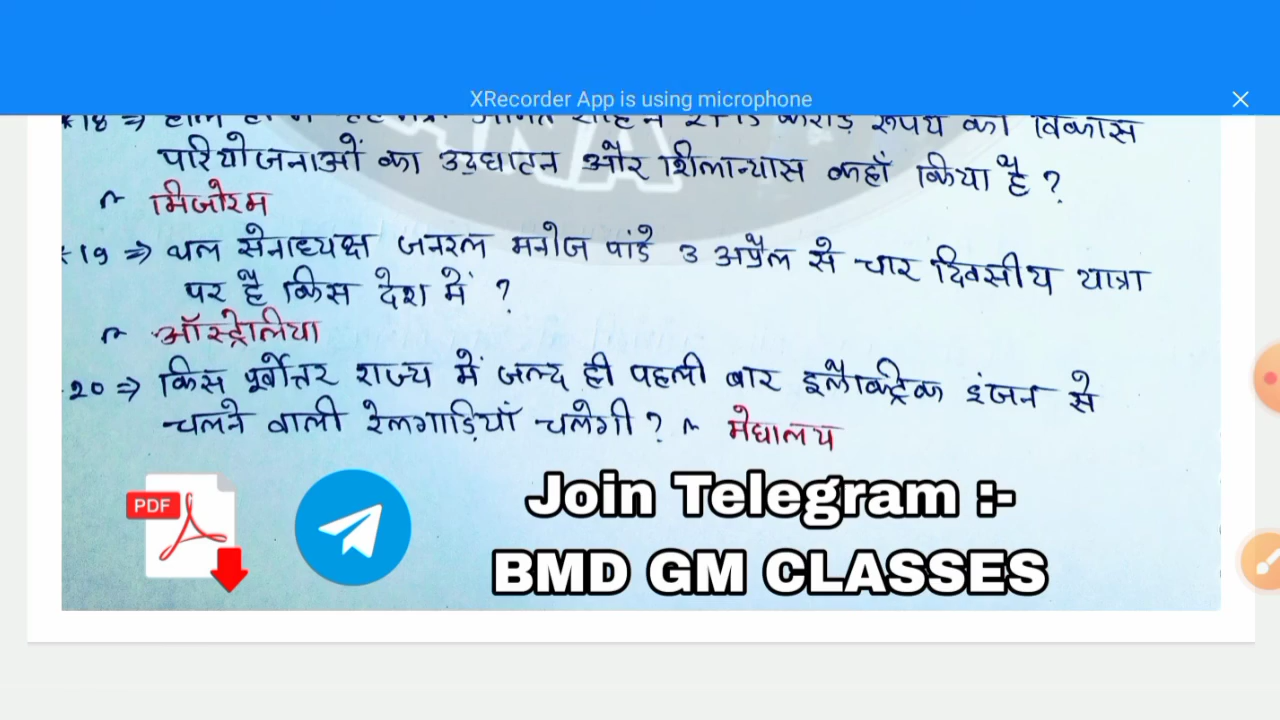 XRecorder App is using microphone
रूपये की विकास
परियोजनाओं का उद्घाटन और शिलान्यास कहाँ किया है ?
मिजोरम
19 ⇒ थल सेनाध्यक्ष जनरल मनोज पांडे 3 अप्रैल से चार दिवसीय यात्रा
पर है किस देश में ?
ऑस्ट्रेलिया
20 ⇒ किस पूर्वोत्तर राज्य में जल्द ही पहली बार इलैक्ट्रिक इंजन से
चलने वाली रेलगाड़ियाँ चलेगी ? मेघालय
PDF
Join Telegram :-
BMD GM CLASSES